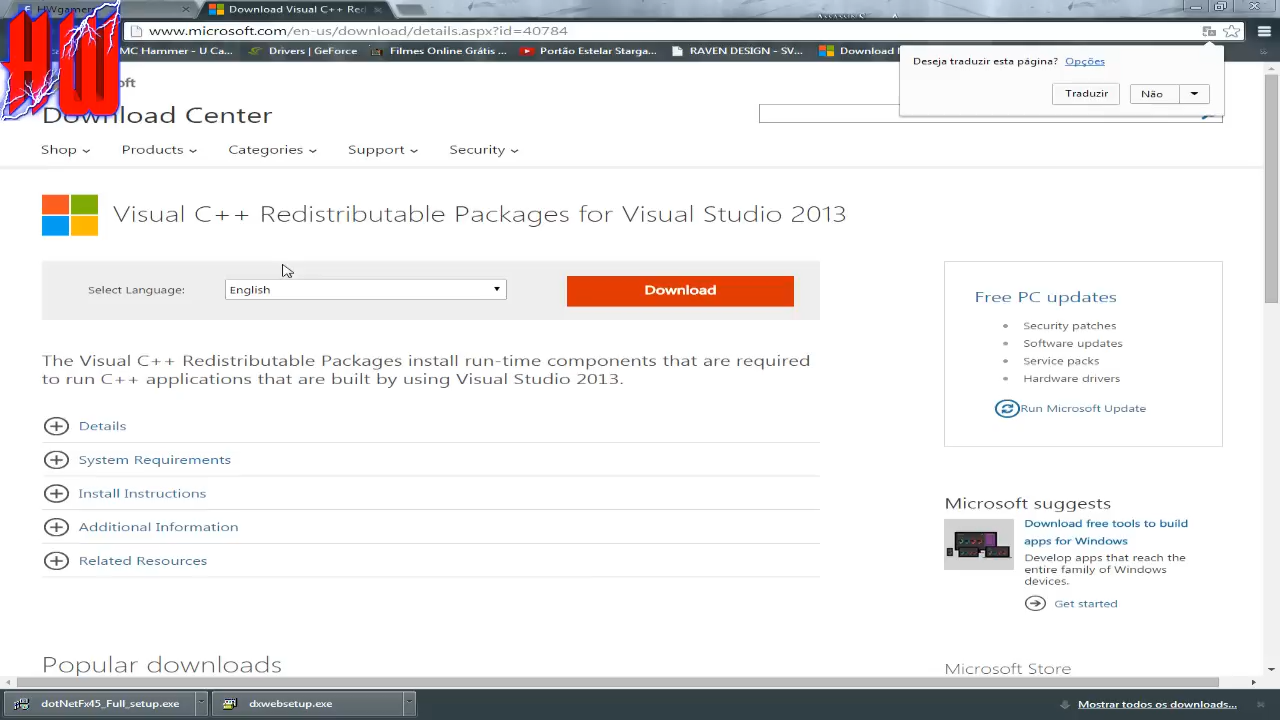 HWgamer
Download Visual C++ Red
www.microsoft.com/en-us/download/details.aspx?id=40784
MC Hammer - U Ca...
Drivers | GeForce
Filmes Online Grátis ...
Portão Estelar Starga...
RAVEN DESIGN - SV...
Download
Deseja traduzir esta página? Opções
Traduzir
Não
HW
Download Center
Shop
Products
Categories
Support
Security
Visual C++ Redistributable Packages for Visual Studio 2013
Select Language:
English
Download
The Visual C++ Redistributable Packages install run-time components that are required
to run C++ applications that are built by using Visual Studio 2013.
Details
System Requirements
Install Instructions
Additional Information
Related Resources
Popular downloads
Free PC updates
Security patches
Software updates
Service packs
Hardware drivers
Run Microsoft Update
Microsoft suggests
Download free tools to build
apps for Windows
Develop apps that reach the
entire family of Windows
devices.
Get started
Microsoft Store
dotNetFx45_Full_setup.exe
dxwebsetup.exe
Mostrar todos os downloads...